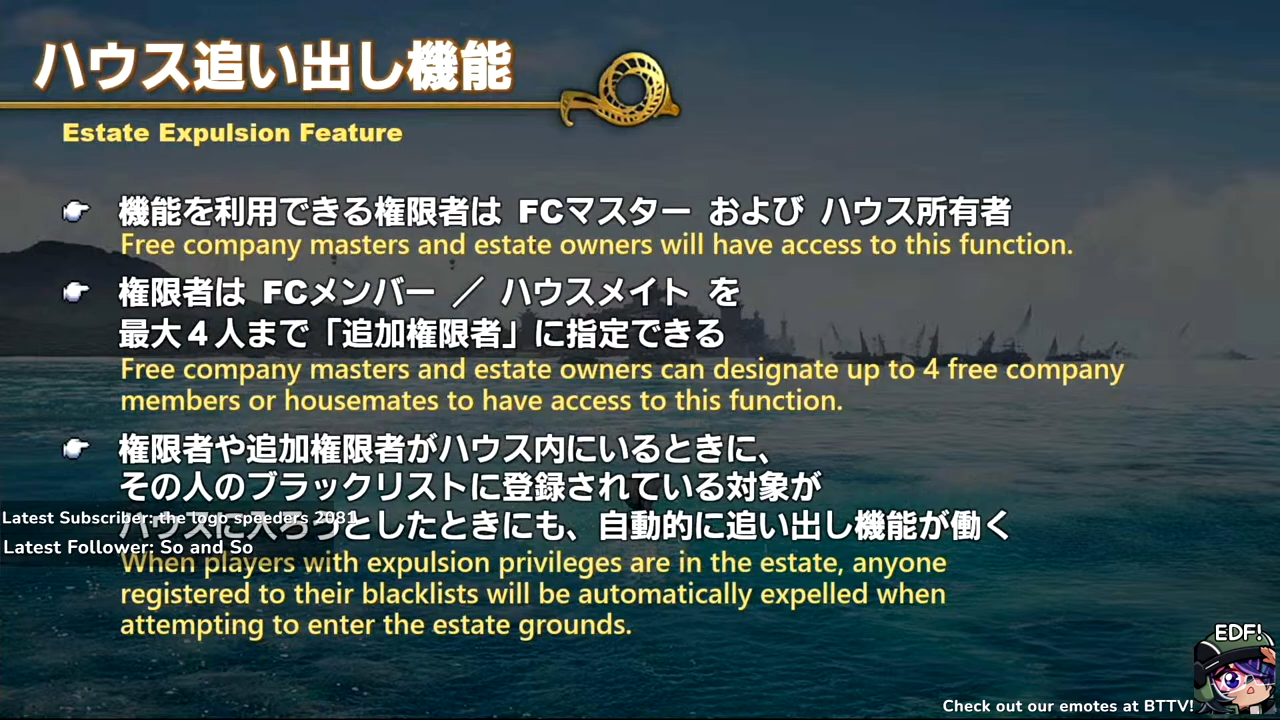 ハウス追い出し機能
Estate Expulsion Feature
機能を利用できる権限者は FCマスター および ハウス所有者
Free company masters and estate owners will have access to this function.
権限者は FCメンバー ／ ハウスメイト を
最大４人まで「追加権限者」に指定できる
Free company masters and estate owners can designate up to 4 free company
members or housemates to have access to this function.
権限者や追加権限者がハウス内にいるときに、
その人のブラックリストに登録されている対象が
ハウスに入ろうとしたときにも、自動的に追い出し機能が働く
Latest Subscriber: the logo speeders 2081
Latest Follower: So and So
When players with expulsion privileges are in the estate, anyone
registered to their blacklists will be automatically expelled when
attempting to enter the estate grounds.
EDF!
Check out our emotes at BTTV!